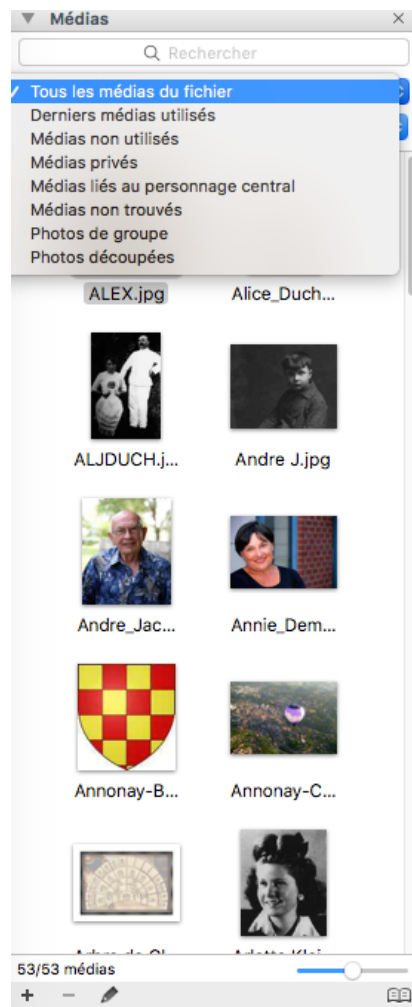 Médias
Rechercher
Tous les médias du fichier
Derniers médias utilisés
Médias non utilisés
Médias privés
Médias liés au personnage central
Médias non trouvés
Photos de groupe
Photos découpées
ALEX.jpg Alice_Duch...
ALJDUCH.j... Andre J.jpg
Andre_Jac... Annie_Dem...
Annonay-B... Annonay-C...
53/53 médias